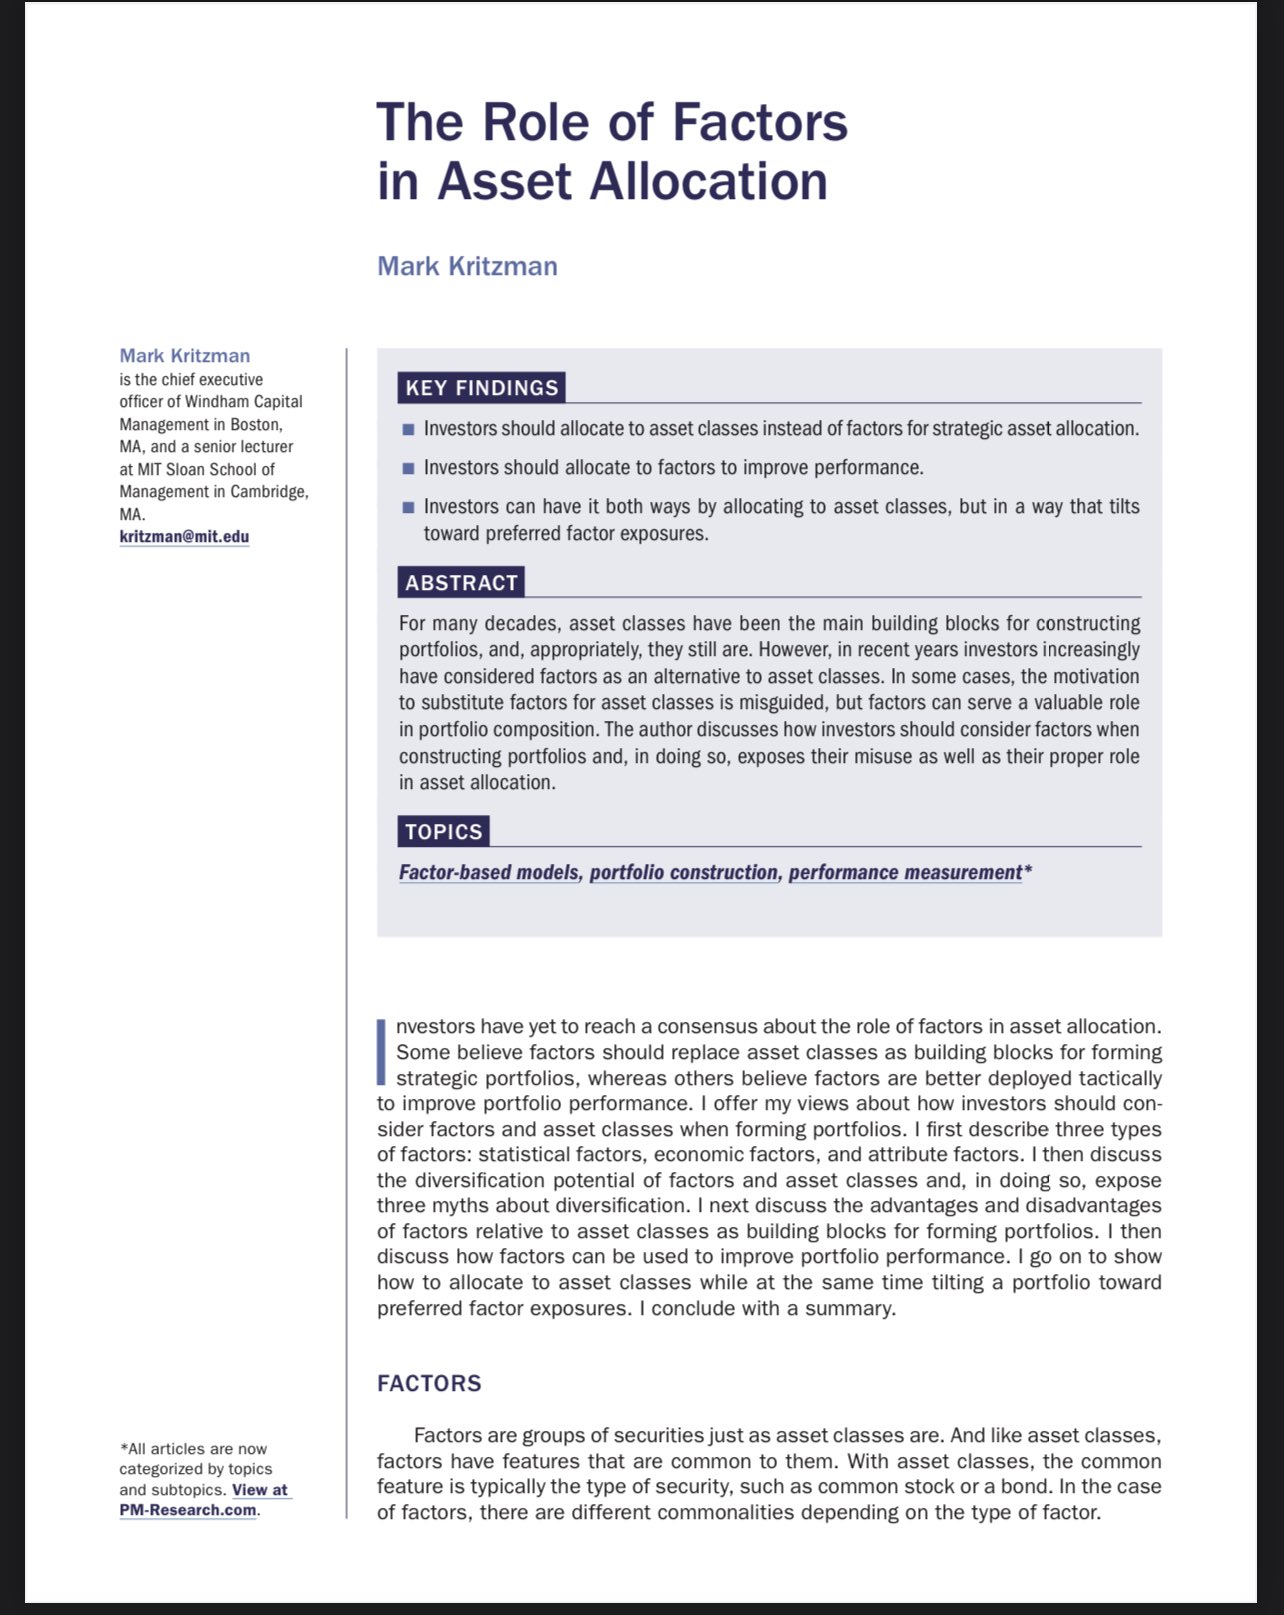 The Role of Factors
in Asset Allocation
Mark Kritzman
Mark Kritzman
is the chief executive
officer of Windham Capital
Management in Boston,
MA, and a senior lecturer
at MIT Sloan School of
Management in Cambridge,
MA.
kritzman@mit.edu
KEY FINDINGS
■ Investors should allocate to asset classes instead of factors for strategic asset allocation.
■ Investors should allocate to factors to improve performance.
■ Investors can have it both ways by allocating to asset classes, but in a way that tilts
toward preferred factor exposures.
ABSTRACT
For many decades, asset classes have been the main building blocks for constructing
portfolios, and, appropriately, they still are. However, in recent years investors increasingly
have considered factors as an alternative to asset classes. In some cases, the motivation
to substitute factors for asset classes is misguided, but factors can serve a valuable role
in portfolio composition. The author discusses how investors should consider factors when
constructing portfolios and, in doing so, exposes their misuse as well as their proper role
in asset allocation.
TOPICS
Factor-based models, portfolio construction, performance measurement*
Investors have yet to reach a consensus about the role of factors in asset allocation.
Some believe factors should replace asset classes as building blocks for forming
strategic portfolios, whereas others believe factors are better deployed tactically
to improve portfolio performance. I offer my views about how investors should con-
sider factors and asset classes when forming portfolios. I first describe three types
of factors: statistical factors, economic factors, and attribute factors. I then discuss
the diversification potential of factors and asset classes and, in doing so, expose
three myths about diversification. I next discuss the advantages and disadvantages
of factors relative to asset classes as building blocks for forming portfolios. I then
discuss how factors can be used to improve portfolio performance. I go on to show
how to allocate to asset classes while at the same time tilting a portfolio toward
preferred factor exposures. I conclude with a summary.
FACTORS
Factors are groups of securities just as asset classes are. And like asset classes,
factors have features that are common to them. With asset classes, the common
feature is typically the type of security, such as common stock or a bond. In the case
of factors, there are different commonalities depending on the type of factor.
*All articles are now
categorized by topics
and subtopics. View at
PM-Research.com.